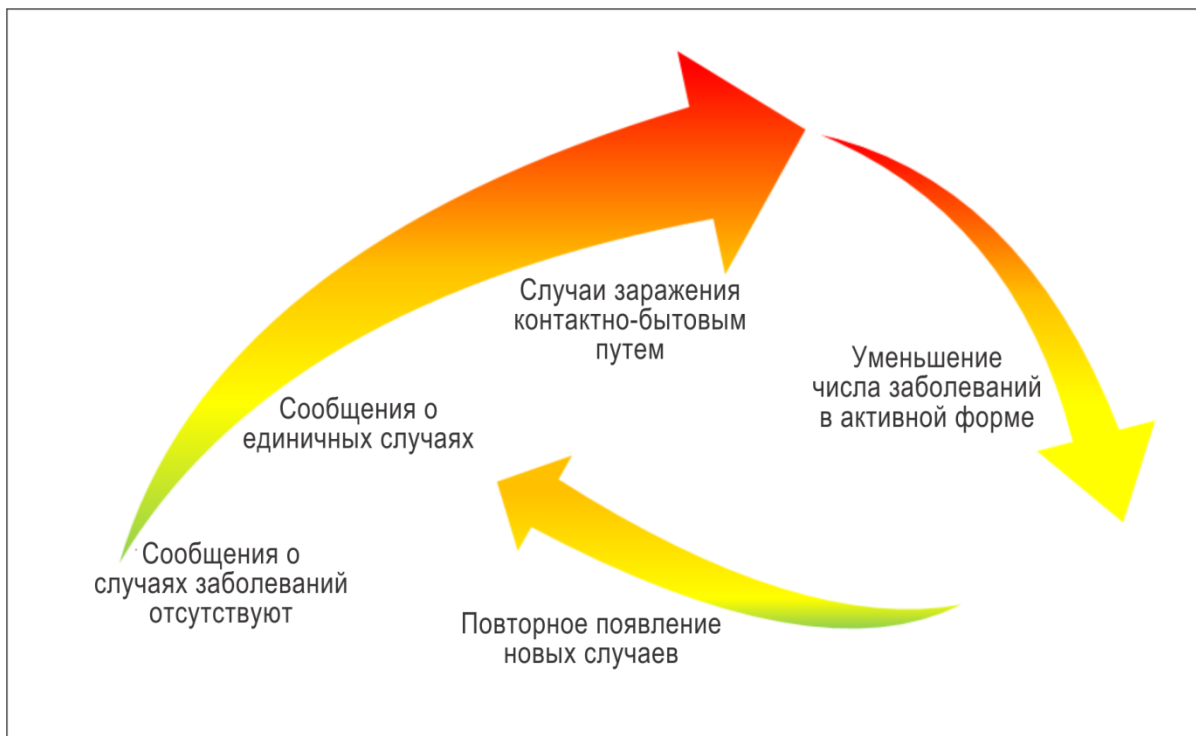 Случаи заражения
контактно-бытовым
путем
Уменьшение
числа заболеваний
в активной форме
Сообщения о
единичных случаях
Сообщения о
случаях заболеваний
отсутствуют
Повторное появление
новых случаев